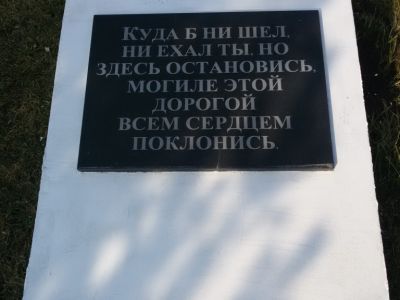 КУДА Б НИ ШЕЛ,
НИ ЕХАЛ ТЫ, НО
ЗДЕСЬ ОСТАНОВИСЬ,
МОГИЛЕ ЭТОЙ
ДОРОГОЙ
ВСЕМ СЕРДЦЕМ
ПОКЛОНИСЬ.